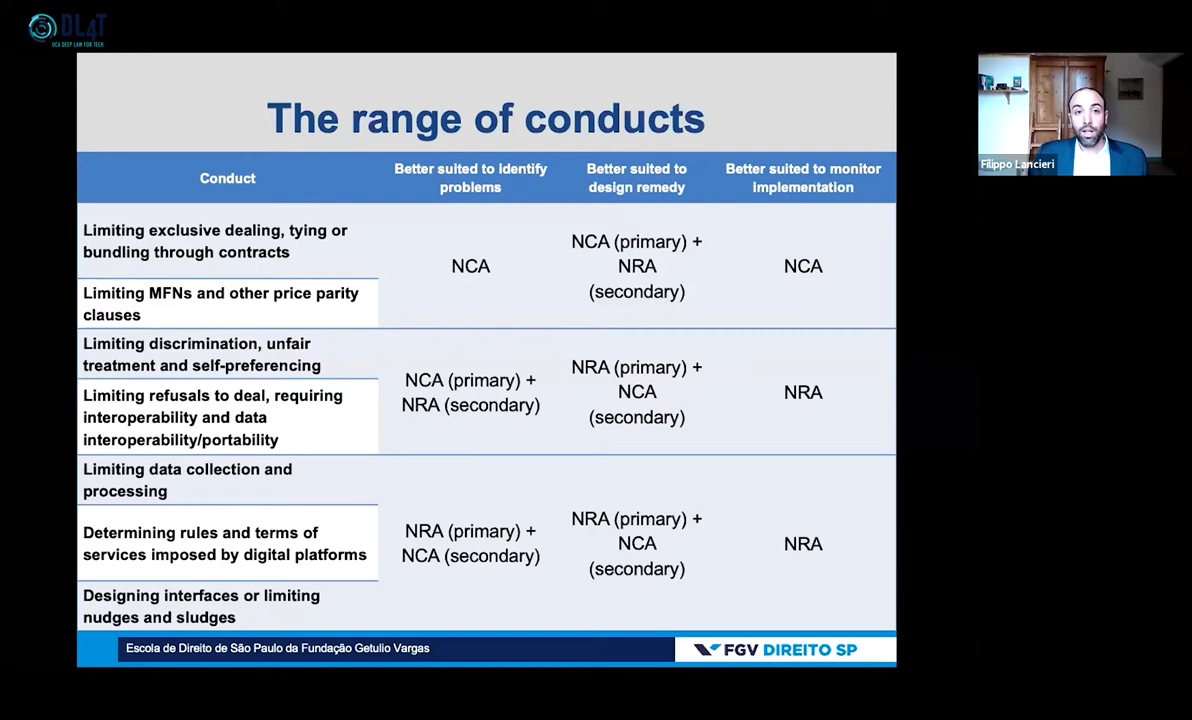 DL4T
UCA DEEP LAW FOR TECH
The range of conducts
Filippo Lancieri
Conduct
Better suited to identify
problems
Better suited to
design remedy
Better suited to monitor
implementation
Limiting exclusive dealing, tying or
bundling through contracts
Limiting MFNs and other price parity
clauses
NCA
NCA (primary) +
NRA
(secondary)
NCA
Limiting discrimination, unfair
treatment and self-preferencing
Limiting refusals to deal, requiring
interoperability and data
interoperability/portability
NCA (primary) +
NRA (secondary)
NRA (primary) +
NCA
(secondary)
NRA
Limiting data collection and
processing
Determining rules and terms of
services imposed by digital platforms
Designing interfaces or limiting
nudges and sludges
NRA (primary) +
NCA (secondary)
NRA (primary) +
NCA
(secondary)
NRA
Escola de Direito de São Paulo da Fundação Getulio Vargas
FGV DIREITO SP